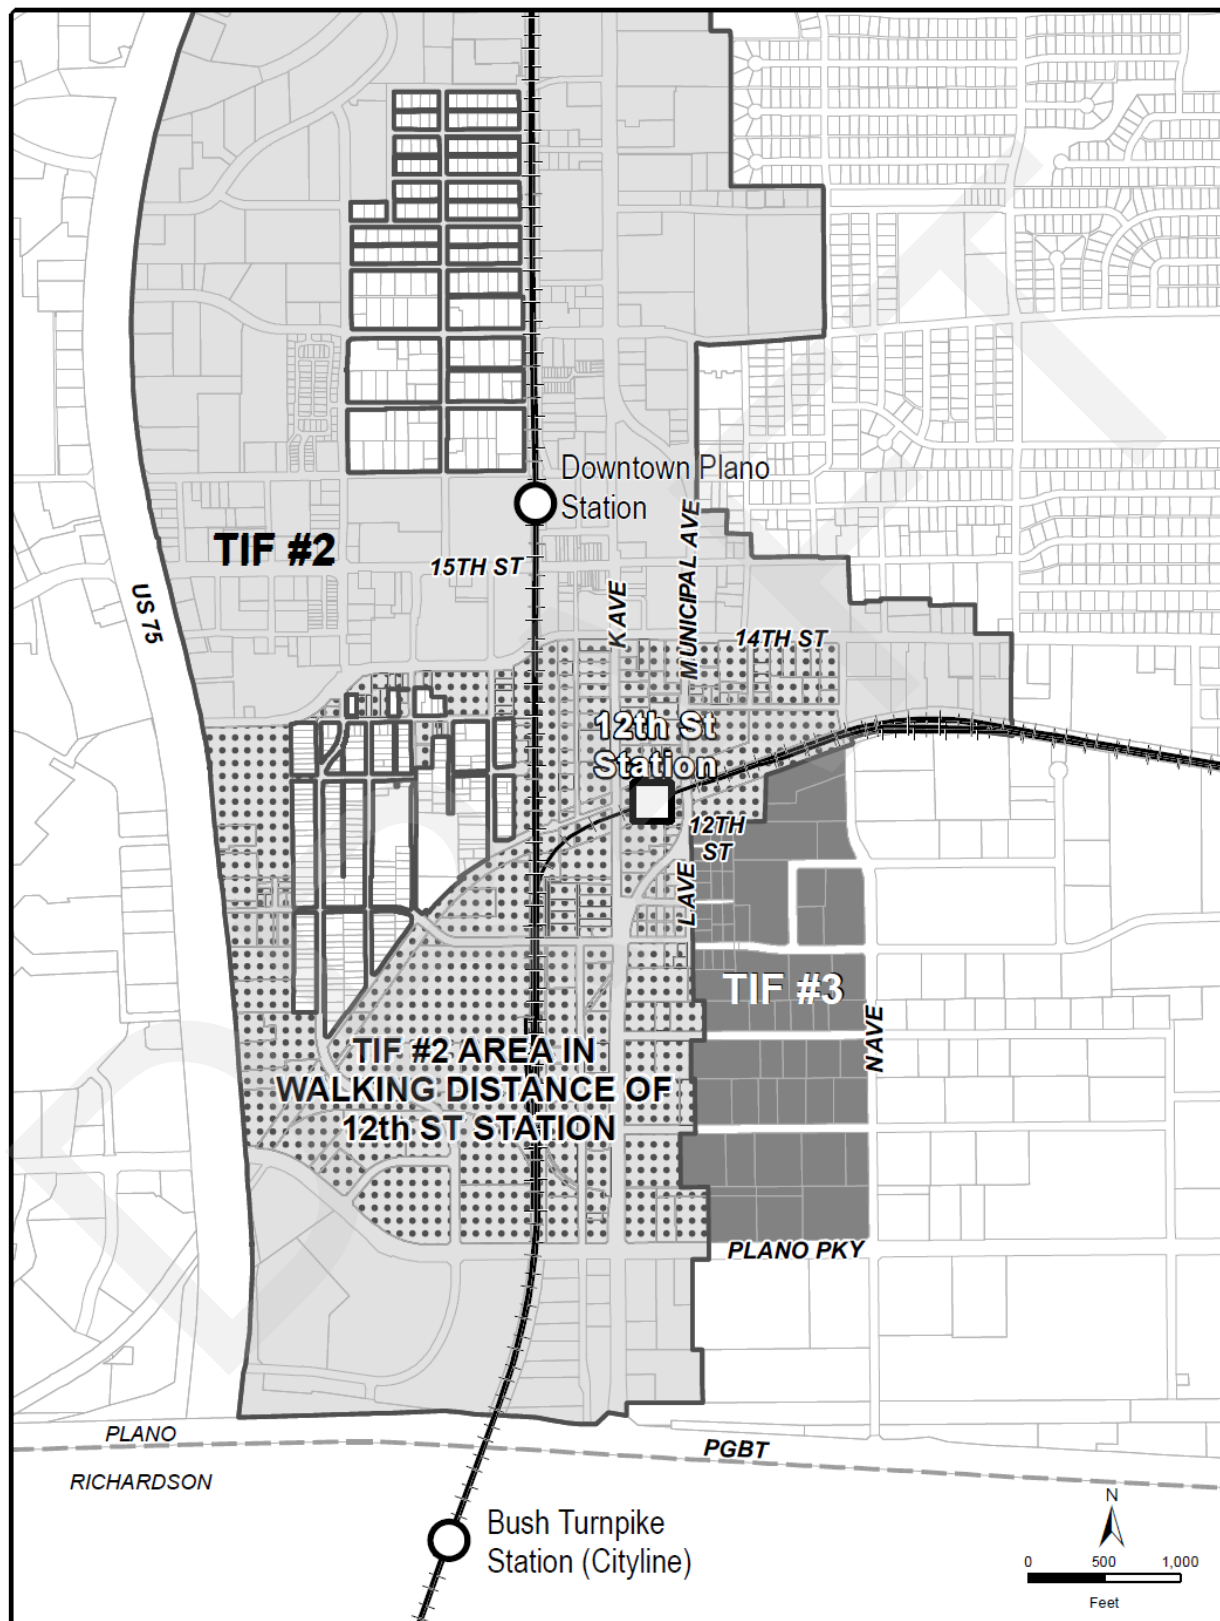 Downtown Plano
Station
TIF #2
15TH ST
US 75
K AVE
MUNICIPAL AVE
14TH ST
12th St
Station
12TH
ST
L AVE
TIF #3
N AVE
TIF #2 AREA IN
WALKING DISTANCE OF
12th ST STATION
PLANO PKY
PLANO
PGBT
RICHARDSON
N
Bush Turnpike
Station (Cityline)
0 500 1,000
Feet
DRAFT